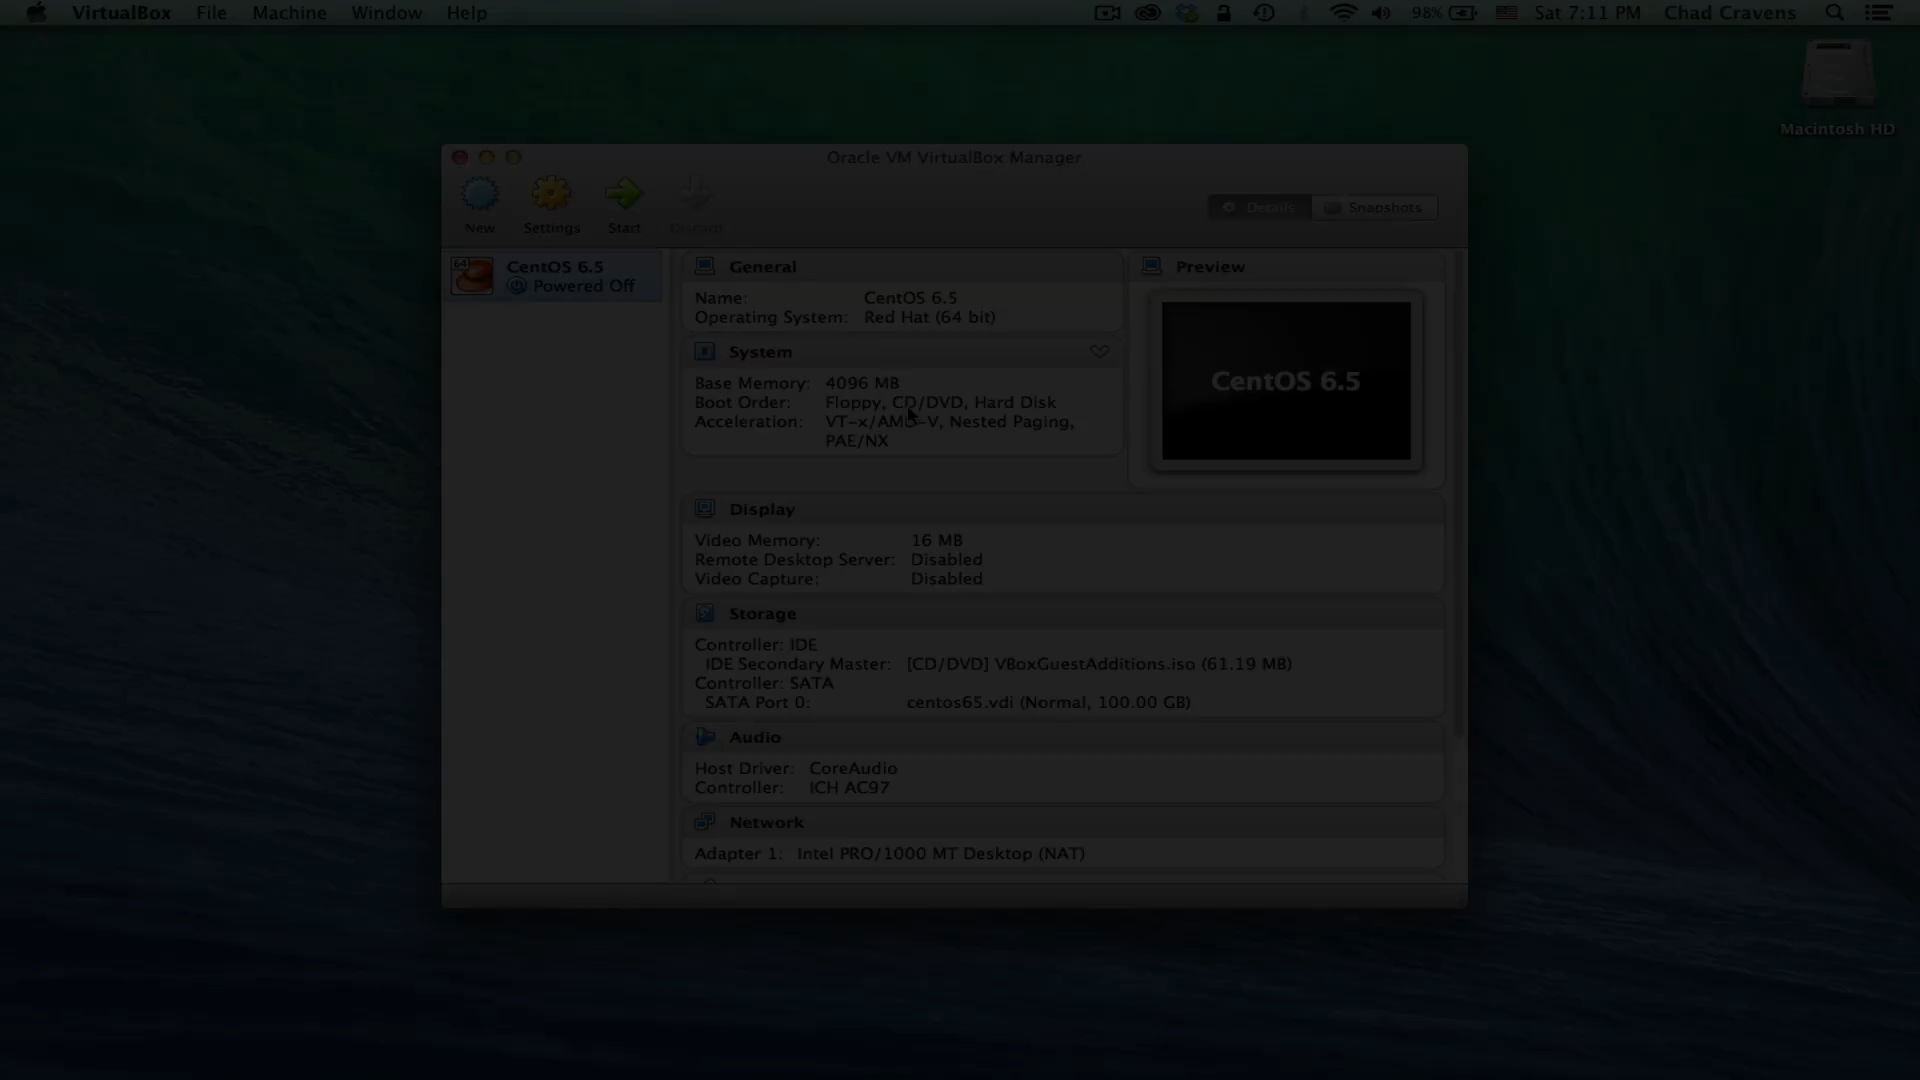 VirtualBox File Machine Window Help 98% Sat 7:11 PM Chad Cravens
Macintosh HD
Oracle VM VirtualBox Manager
New Settings Start Discard
Details Snapshots
64
CentOS 6.5
Powered Off
General
Name: CentOS 6.5
Operating System: Red Hat (64 bit)
System
Base Memory: 4096 MB
Boot Order: Floppy, CD/DVD, Hard Disk
Acceleration: VT-x/AMD-V, Nested Paging,
PAE/NX
Preview
CentOS 6.5
Display
Video Memory: 16 MB
Remote Desktop Server: Disabled
Video Capture: Disabled
Storage
Controller: IDE
IDE Secondary Master: [CD/DVD] VBoxGuestAdditions.iso (61.19 MB)
Controller: SATA
SATA Port 0: centos65.vdi (Normal, 100.00 GB)
Audio
Host Driver: CoreAudio
Controller: ICH AC97
Network
Adapter 1: Intel PRO/1000 MT Desktop (NAT)